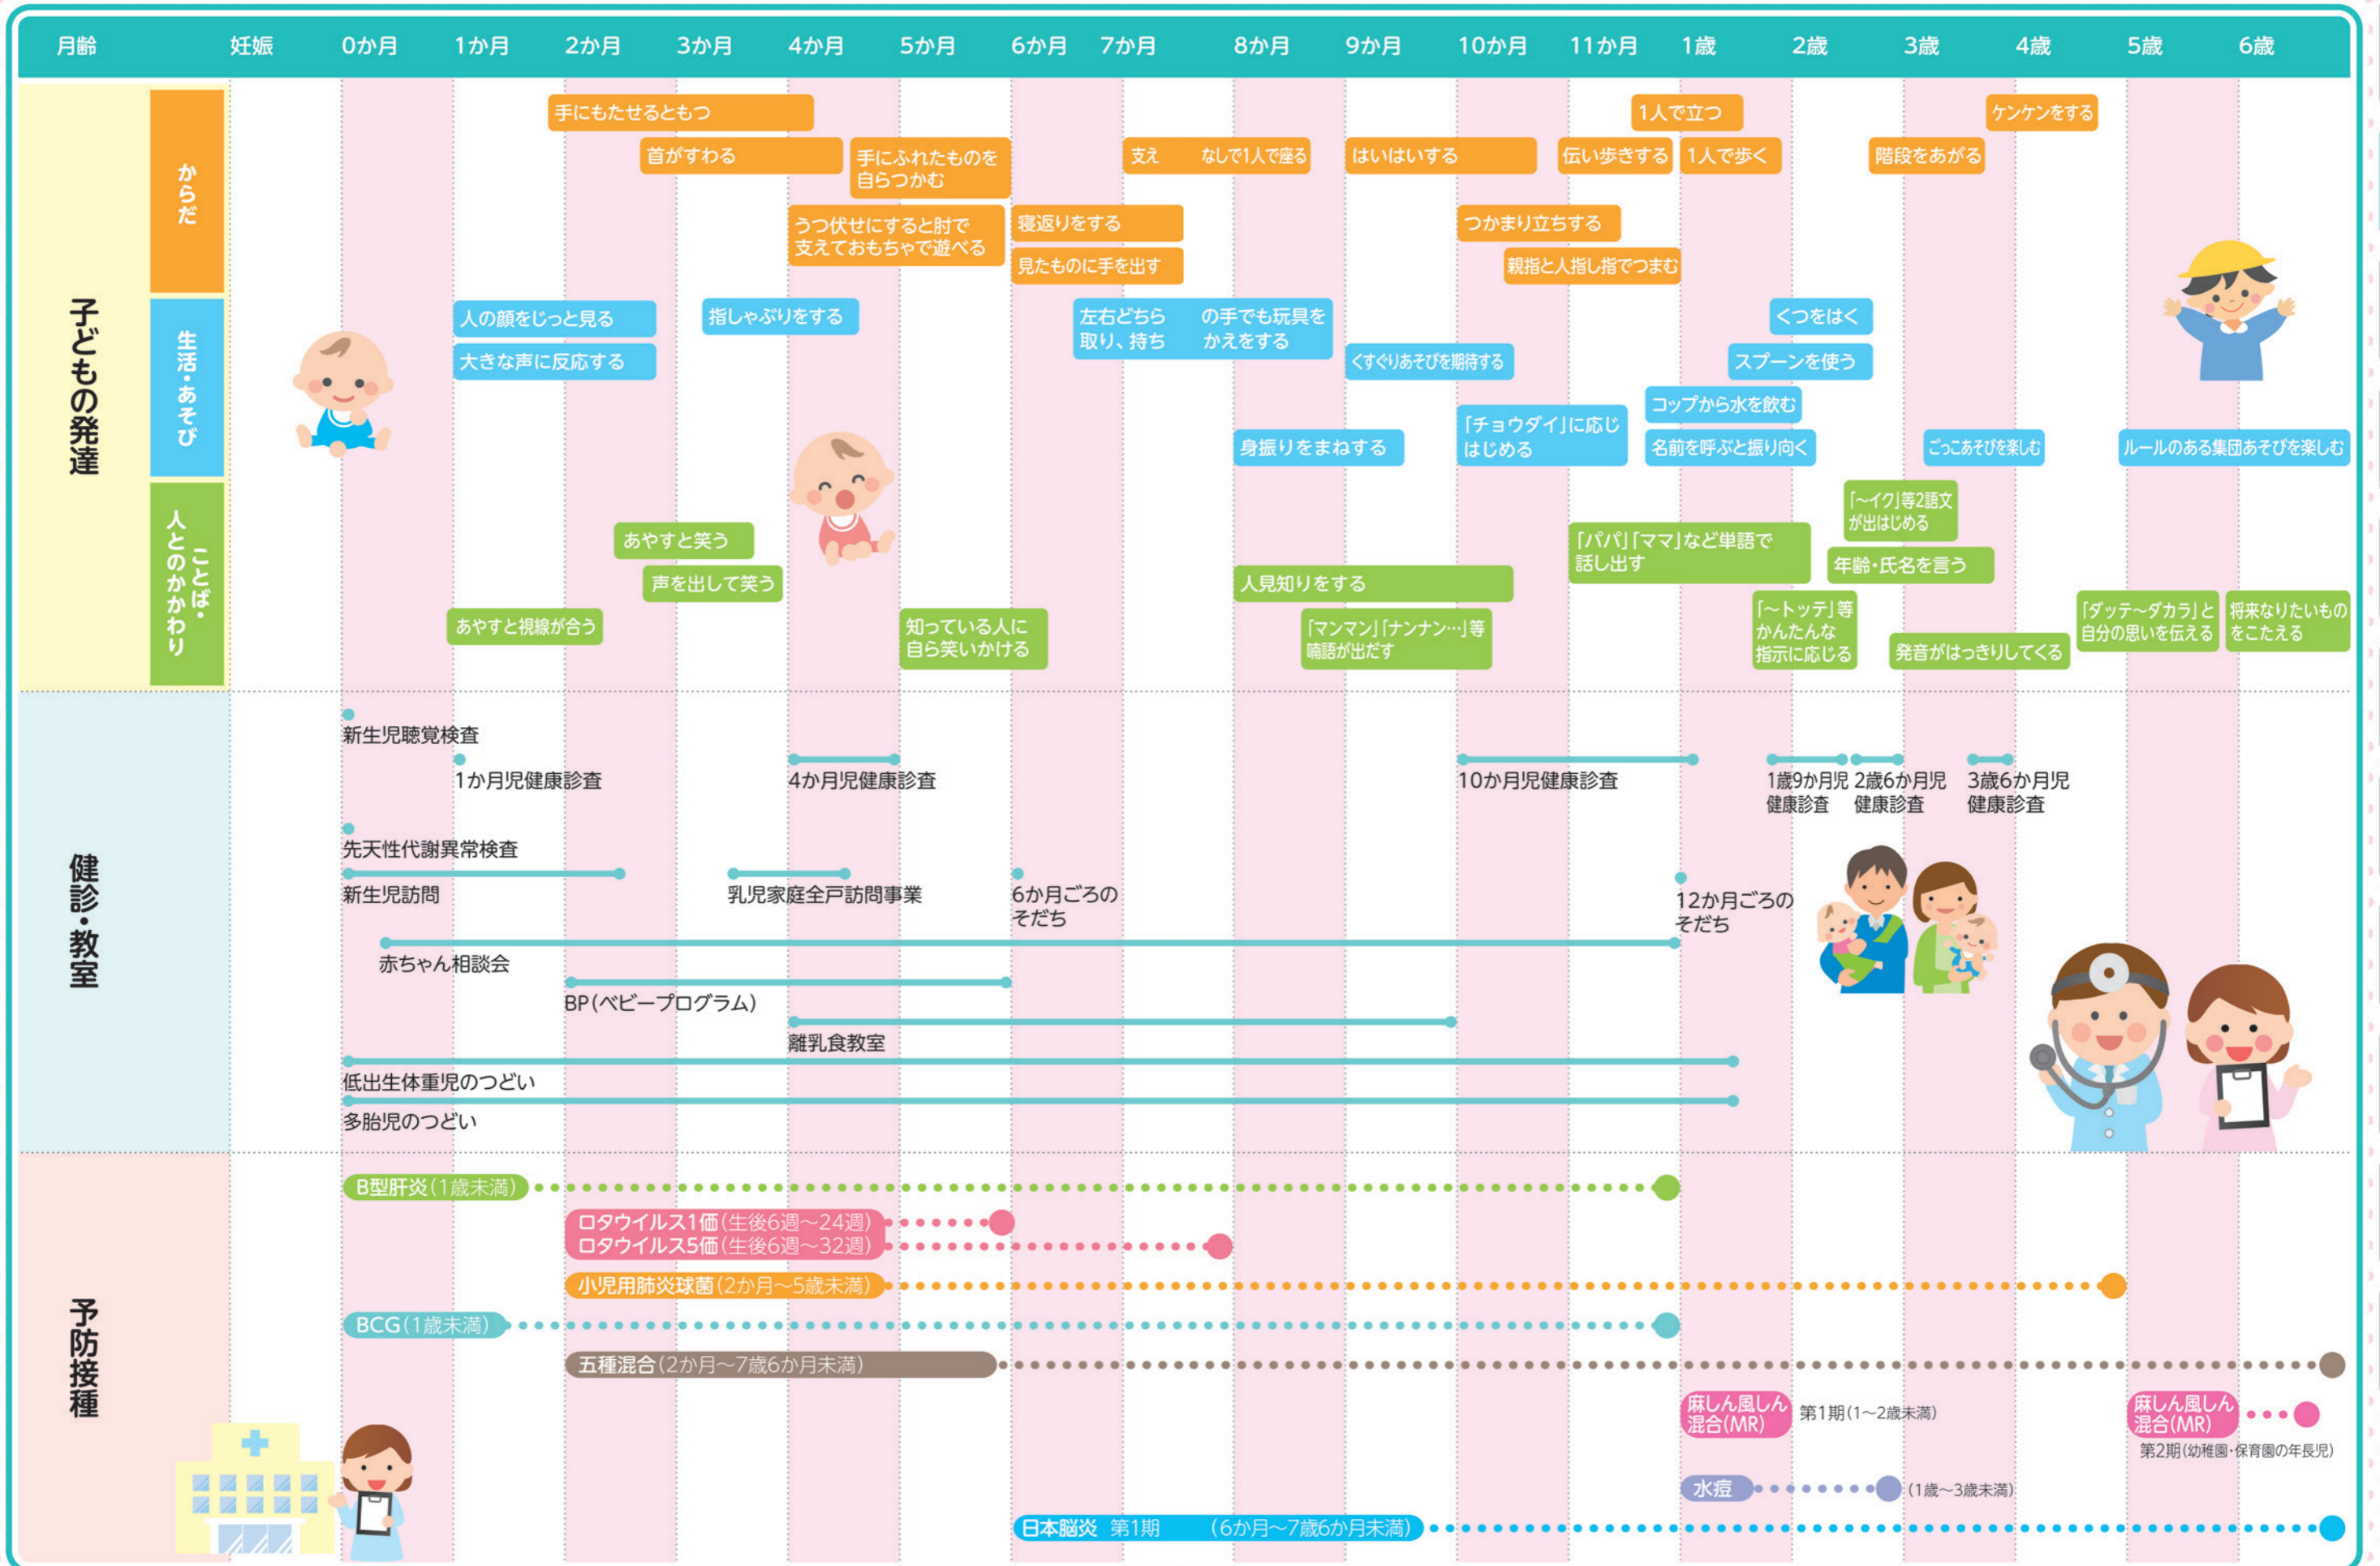 月齢 妊娠 0か月 1か月 2か月 3か月 4か月 5か月 6か月 7か月 8か月 9か月 10か月 11か月 1歳 2歳 3歳 4歳 5歳 6歳
子どもの発達
からだ
手にもたせるともつ
1人で立つ
ケンケンをする
首がすわる
手にふれたものを
自らつかむ
支え なしで1人で座る
はいはいする
伝い歩きする
1人で歩く
階段をあがる
うつ伏せにすると肘で
支えておもちゃで遊べる
寝返りをする
見たものに手を出す
つかまり立ちする
親指と人指し指でつまむ
生活・あそび
人の顔をじっと見る
大きな声に反応する
指しゃぶりをする
左右どちら の手でも玩具を
取り、持ち かえをする
くすぐりあそびを期待する
くつをはく
スプーンを使う
コップから水を飲む
身振りをまねする
「チョウダイ」に応じ
はじめる
名前を呼ぶと振り向く
ごっこあそびを楽しむ
ルールのある集団あそびを楽しむ
ことば・
人とのかかわり
あやすと笑う
声を出して笑う
あやすと視線が合う
知っている人に
自ら笑いかける
人見知りをする
「マンマン」「ナンナン…」等
喃語が出だす
「パパ」「ママ」など単語で
話し出す
「～イク」等2語文
が出はじめる
年齢・氏名を言う
「～トッテ」等
かんたんな
指示に応じる
発音がはっきりしてくる
「ダッテ～ダカラ」と
自分の思いを伝える
将来なりたいもの
をこたえる
健診・教室
新生児聴覚検査
1か月児健康診査
4か月児健康診査
10か月児健康診査
1歳9か月児
健康診査
2歳6か月児
健康診査
3歳6か月児
健康診査
先天性代謝異常検査
新生児訪問
乳児家庭全戸訪問事業
6か月ごろの
そだち
12か月ごろの
そだち
赤ちゃん相談会
BP(ベビープログラム)
離乳食教室
低出生体重児のつどい
多胎児のつどい
予防接種
B型肝炎(1歳未満)
ロタウイルス1価(生後6週～24週)
ロタウイルス5価(生後6週～32週)
小児用肺炎球菌(2か月～5歳未満)
BCG(1歳未満)
五種混合(2か月～7歳6か月未満)
麻しん風しん
混合(MR)
第1期(1～2歳未満)
麻しん風しん
混合(MR)
第2期(幼稚園・保育園の年長児)
水痘
(1歳～3歳未満)
日本脳炎 第1期 (6か月～7歳6か月未満)